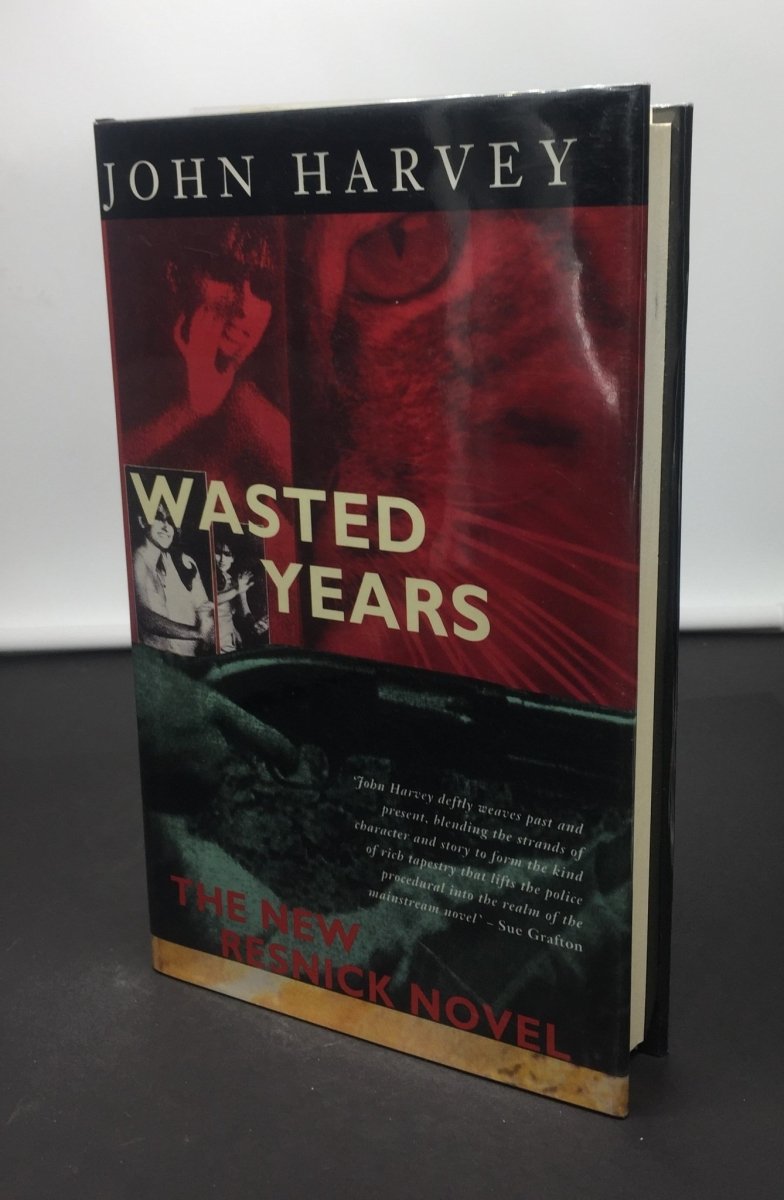 JOHN HARVEY
WASTED
YEARS
'John Harvey deftly weaves past and
present, blending the strands of
character and story to form the kind
of rich tapestry that lifts the police
procedural into the realm of the
mainstream novel' – Sue Grafton
THE NEW
RESNICK NOVEL